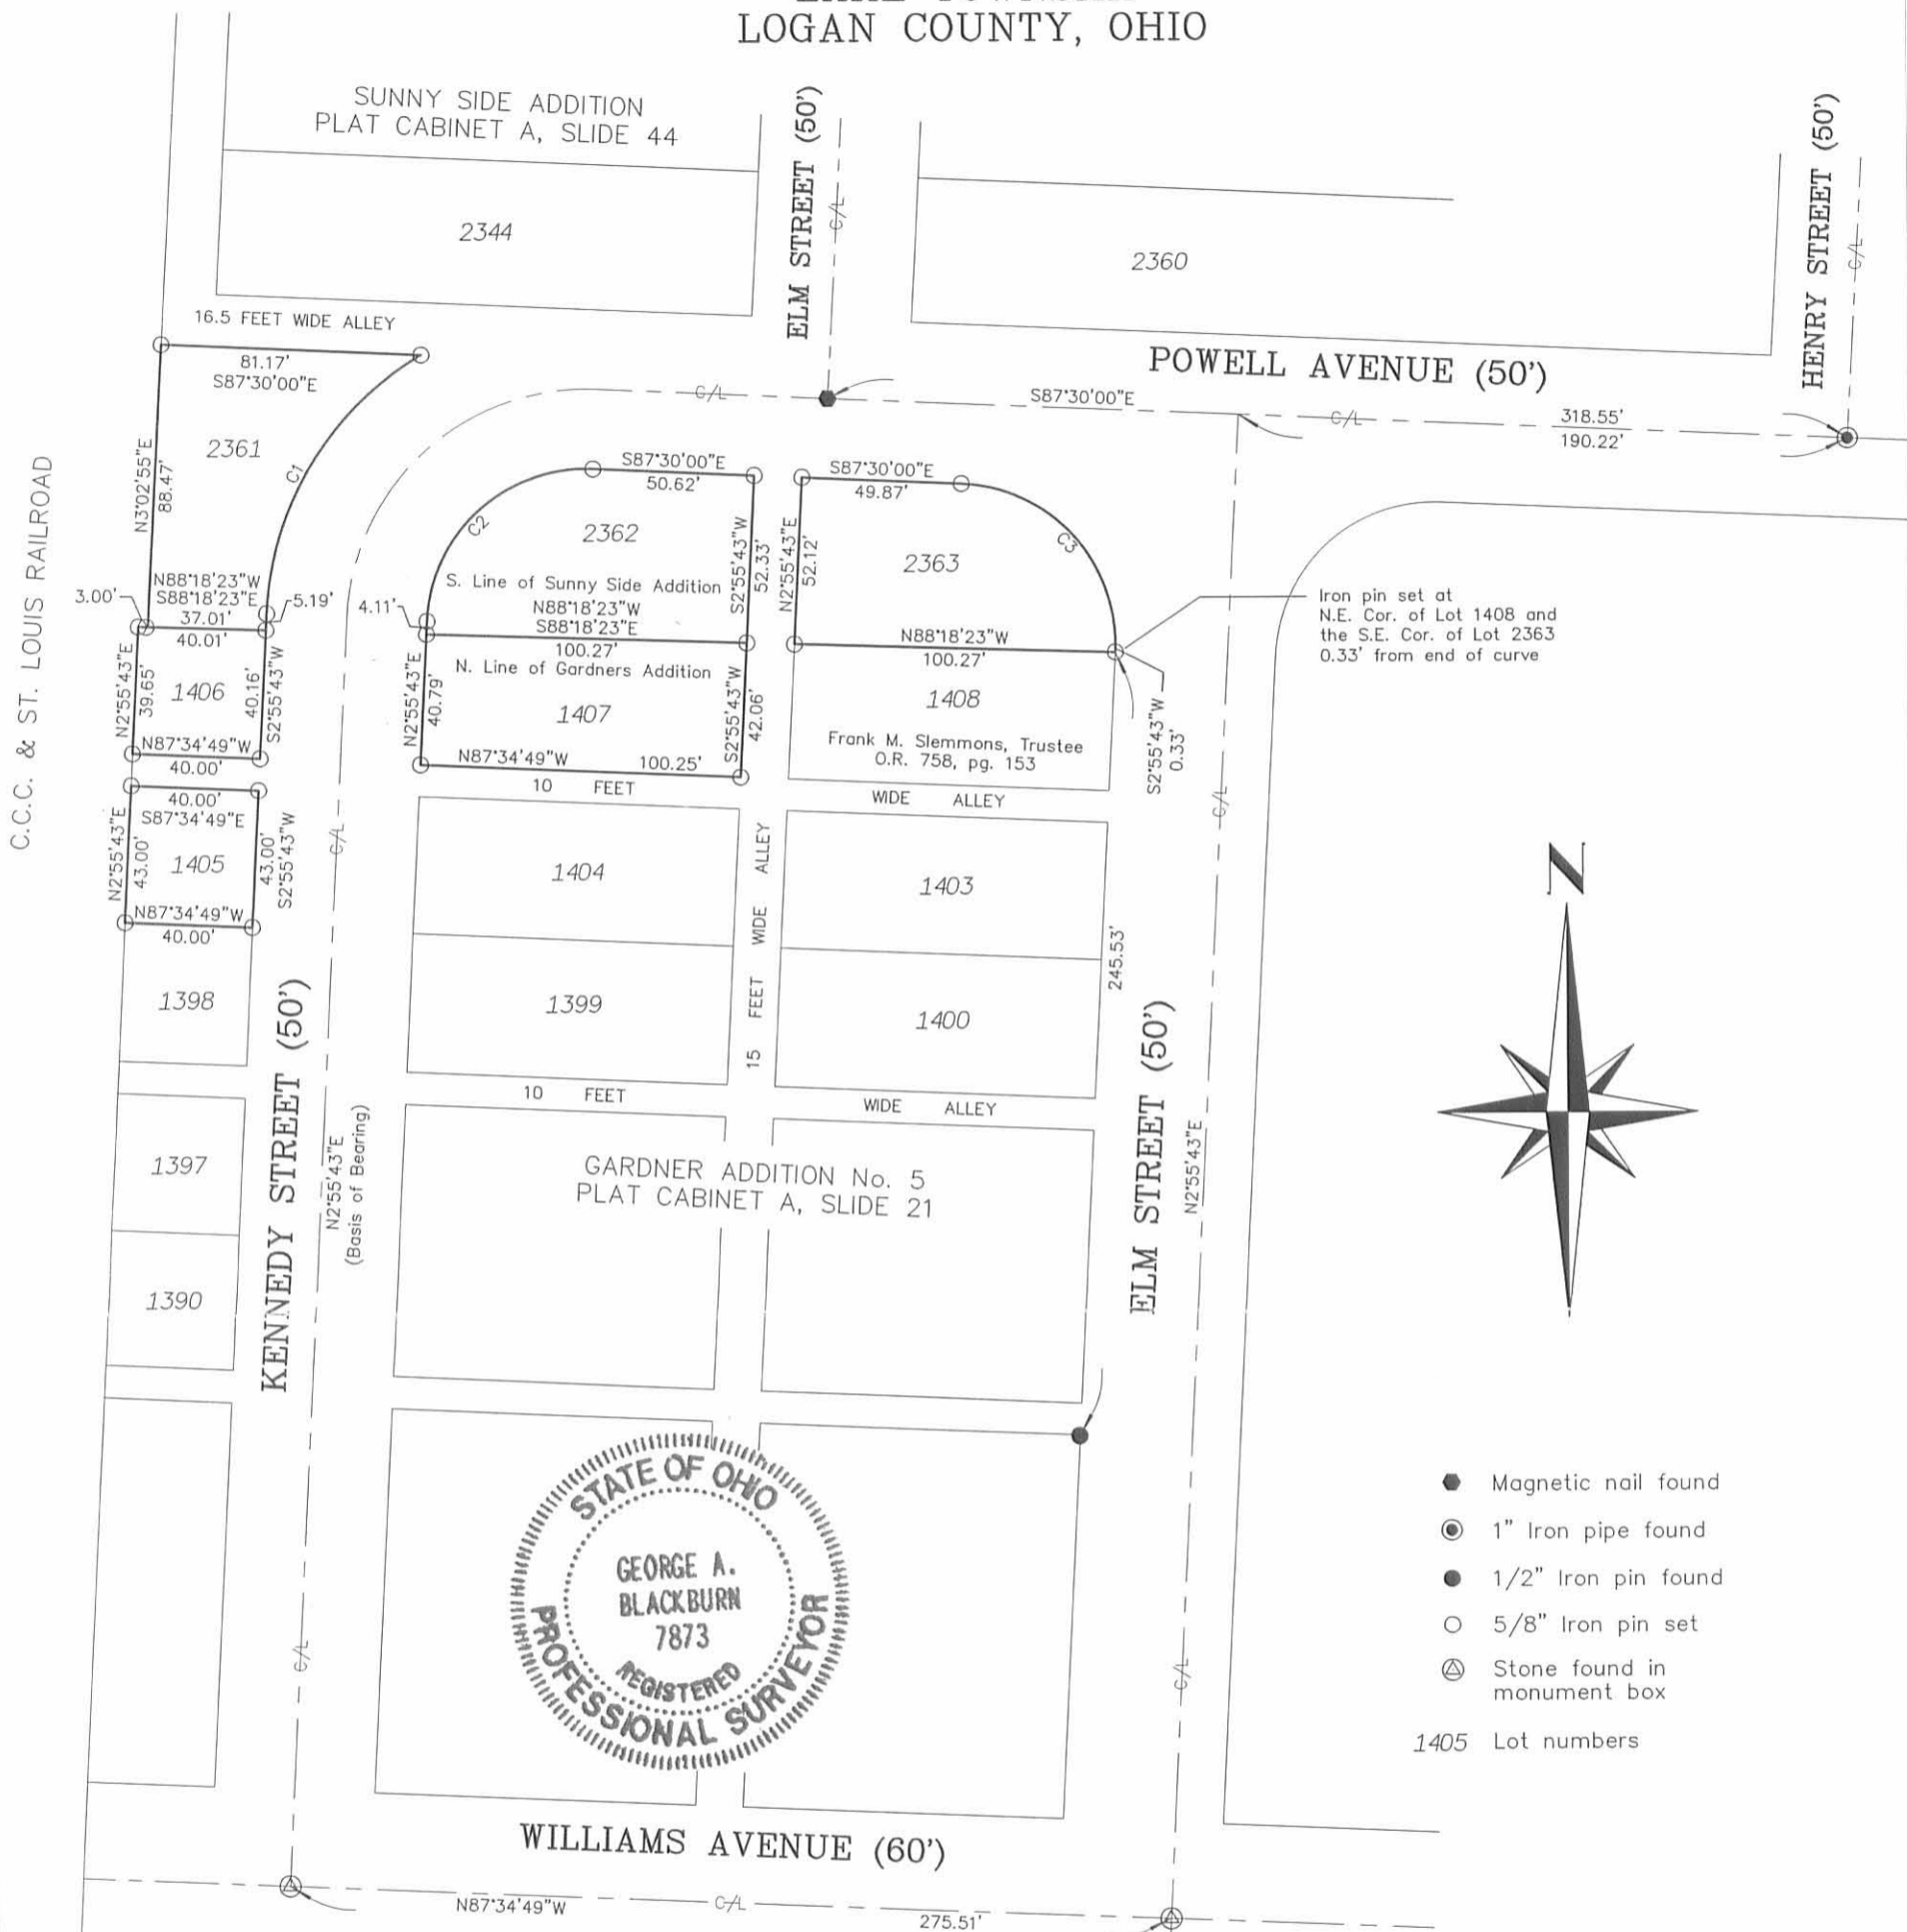 LOGAN COUNTY, OHIO
SUNNY SIDE ADDITION
PLAT CABINET A, SLIDE 44
ELM STREET (50')
C/L
HENRY STREET (50')
C/L
2344
2360
16.5 FEET WIDE ALLEY
POWELL AVENUE (50')
81.17'
S87°30'00"E
C/L
S87°30'00"E
C/L
318.55'
190.22'
C.C.C. & ST. LOUIS RAILROAD
N3°02'55"E
88.47'
2361
C1
S87°30'00"E
50.62'
C2
2362
S2°55'43"W
52.33'
S87°30'00"E
49.87'
N2°55'43"E
52.12'
2363
C3
S. Line of Sunny Side Addition
N88°18'23"W
S88°18'23"E
100.27'
N. Line of Gardners Addition
4.11'
N88°18'23"W
S88°18'23"E
37.01'
40.01'
3.00'
5.19'
N88°18'23"W
100.27'
Iron pin set at
N.E. Cor. of Lot 1408 and
the S.E. Cor. of Lot 2363
0.33' from end of curve
N2°55'43"E
39.65'
1406
40.16'
S2°55'43"W
N87°34'49"W
40.00'
N2°55'43"E
40.79'
1407
S2°55'43"W
42.06'
N87°34'49"W
100.25'
1408
Frank M. Slemmons, Trustee
O.R. 758, pg. 153
S2°55'43"W
0.33'
10 FEET
WIDE ALLEY
40.00'
S87°34'49"E
N2°55'43"E
43.00'
1405
43.00'
S2°55'43"W
N87°34'49"W
40.00'
C/L
C/L
1404
1403
15 FEET WIDE ALLEY
245.53'
N
1398
1399
1400
KENNEDY STREET (50')
ELM STREET (50')
10 FEET
WIDE ALLEY
N2°55'43"E
(Basis of Bearing)
N2°55'43"E
1397
GARDNER ADDITION No. 5
PLAT CABINET A, SLIDE 21
1390
STATE OF OHIO
GEORGE A.
BLACKBURN
7873
REGISTERED
PROFESSIONAL SURVEYOR
C/L
C/L
Magnetic nail found
1" Iron pipe found
1/2" Iron pin found
5/8" Iron pin set
Stone found in
monument box
1405 Lot numbers
WILLIAMS AVENUE (60')
N87°34'49"W
C/L
275.51'